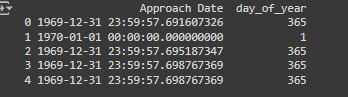 Approach Date day_of_year
0 1969-12-31 23:59:57.691607326 365
1 1970-01-01 00:00:00.000000000 1
2 1969-12-31 23:59:57.695187347 365
3 1969-12-31 23:59:57.698767369 365
4 1969-12-31 23:59:57.698767369 365